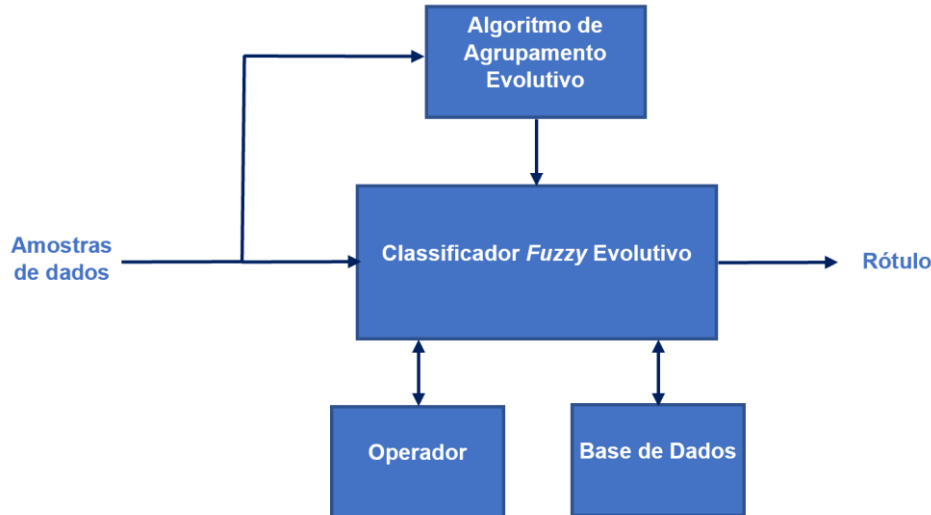 Algoritmo de
Agrupamento
Evolutivo
Classificador Fuzzy Evolutivo
Amostras
de dados
Rótulo
Operador
Base de Dados